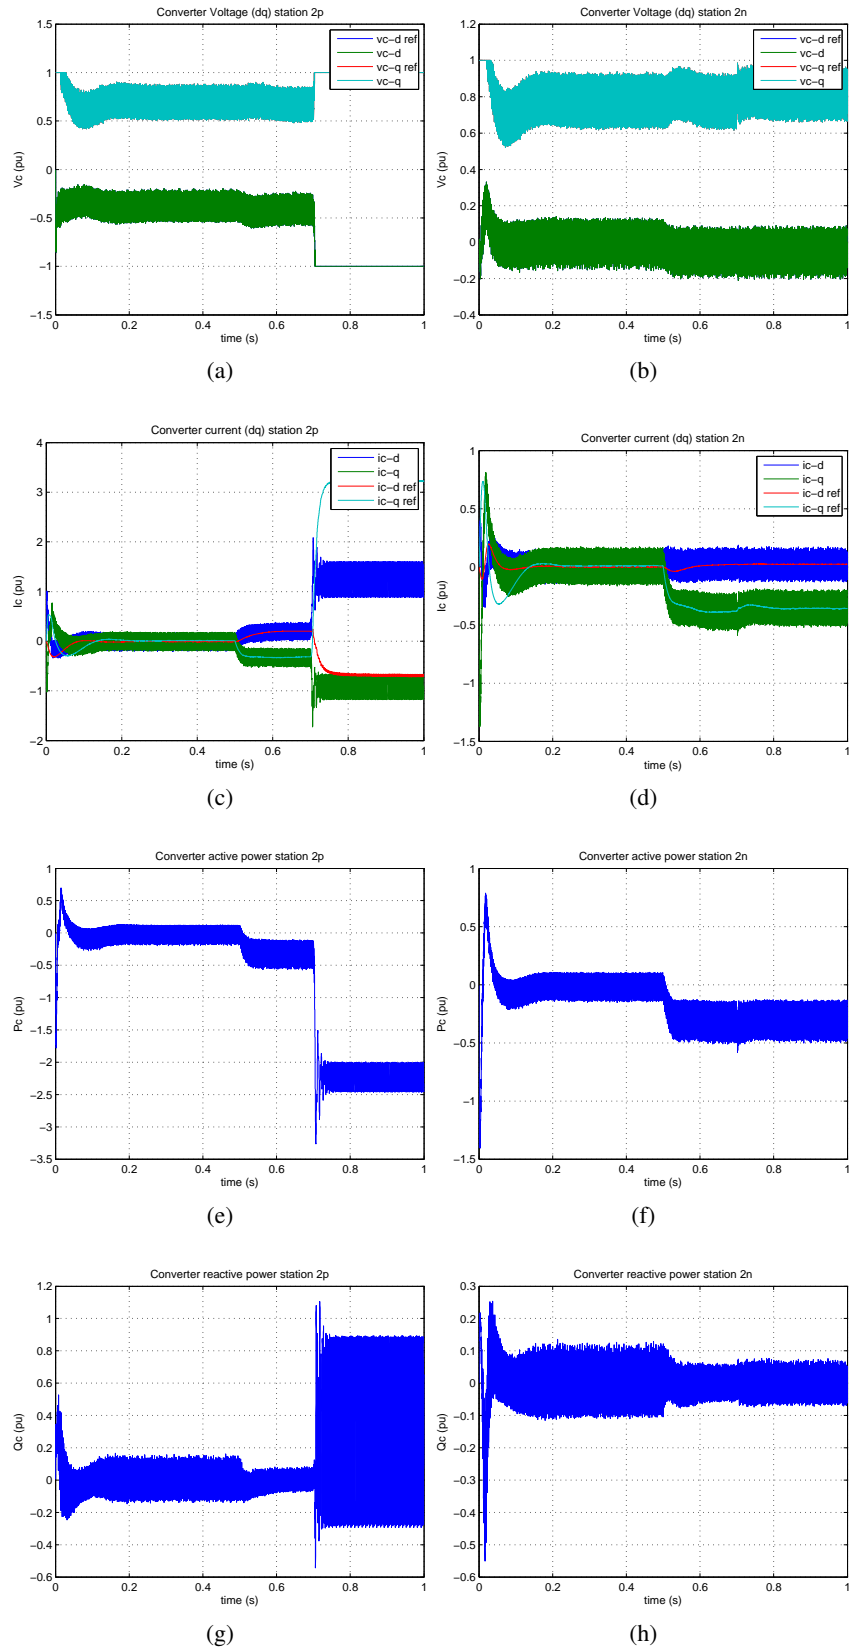 Converter Voltage (dq) station 2p
vc-d ref
vc-d
vc-q ref
vc-q
1.5
1
0.5
0
-0.5
-1
-1.5
Vc (pu)
0 0.2 0.4 0.6 0.8 1
time (s)
(a)
Converter Voltage (dq) station 2n
vc-d ref
vc-d
vc-q ref
vc-q
1.2
1
0.8
0.6
0.4
0.2
0
-0.2
-0.4
Vc (pu)
0 0.2 0.4 0.6 0.8 1
time (s)
(b)
Converter current (dq) station 2p
ic-d
ic-q
ic-d ref
ic-q ref
4
3
2
1
0
-1
-2
Ic (pu)
0 0.2 0.4 0.6 0.8 1
time (s)
(c)
Converter current (dq) station 2n
ic-d
ic-q
ic-d ref
ic-q ref
1
0.5
0
-0.5
-1
-1.5
Ic (pu)
0 0.2 0.4 0.6 0.8 1
time (s)
(d)
Converter active power station 2p
1
0.5
0
-0.5
-1
-1.5
-2
-2.5
-3
-3.5
Pc (pu)
0 0.2 0.4 0.6 0.8 1
time (s)
(e)
Converter active power station 2n
1
0.5
0
-0.5
-1
-1.5
Pc (pu)
0 0.2 0.4 0.6 0.8 1
time (s)
(f)
Converter reactive power station 2p
1.2
1
0.8
0.6
0.4
0.2
0
-0.2
-0.4
-0.6
Qc (pu)
0 0.2 0.4 0.6 0.8 1
time (s)
(g)
Converter reactive power station 2n
0.3
0.2
0.1
0
-0.1
-0.2
-0.3
-0.4
-0.5
-0.6
Qc (pu)
0 0.2 0.4 0.6 0.8 1
time (s)
(h)